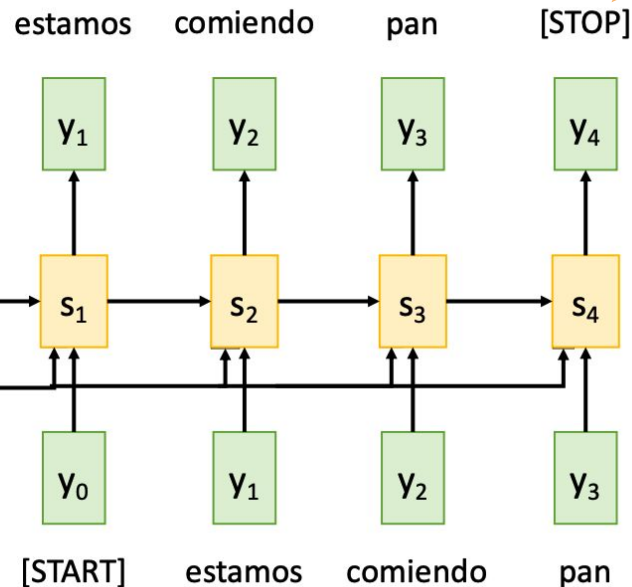 estamos comiendo pan [STOP]
y₁ y₂ y₃ y₄
s₁ s₂ s₃ s₄
y₀ y₁ y₂ y₃
[START] estamos comiendo pan